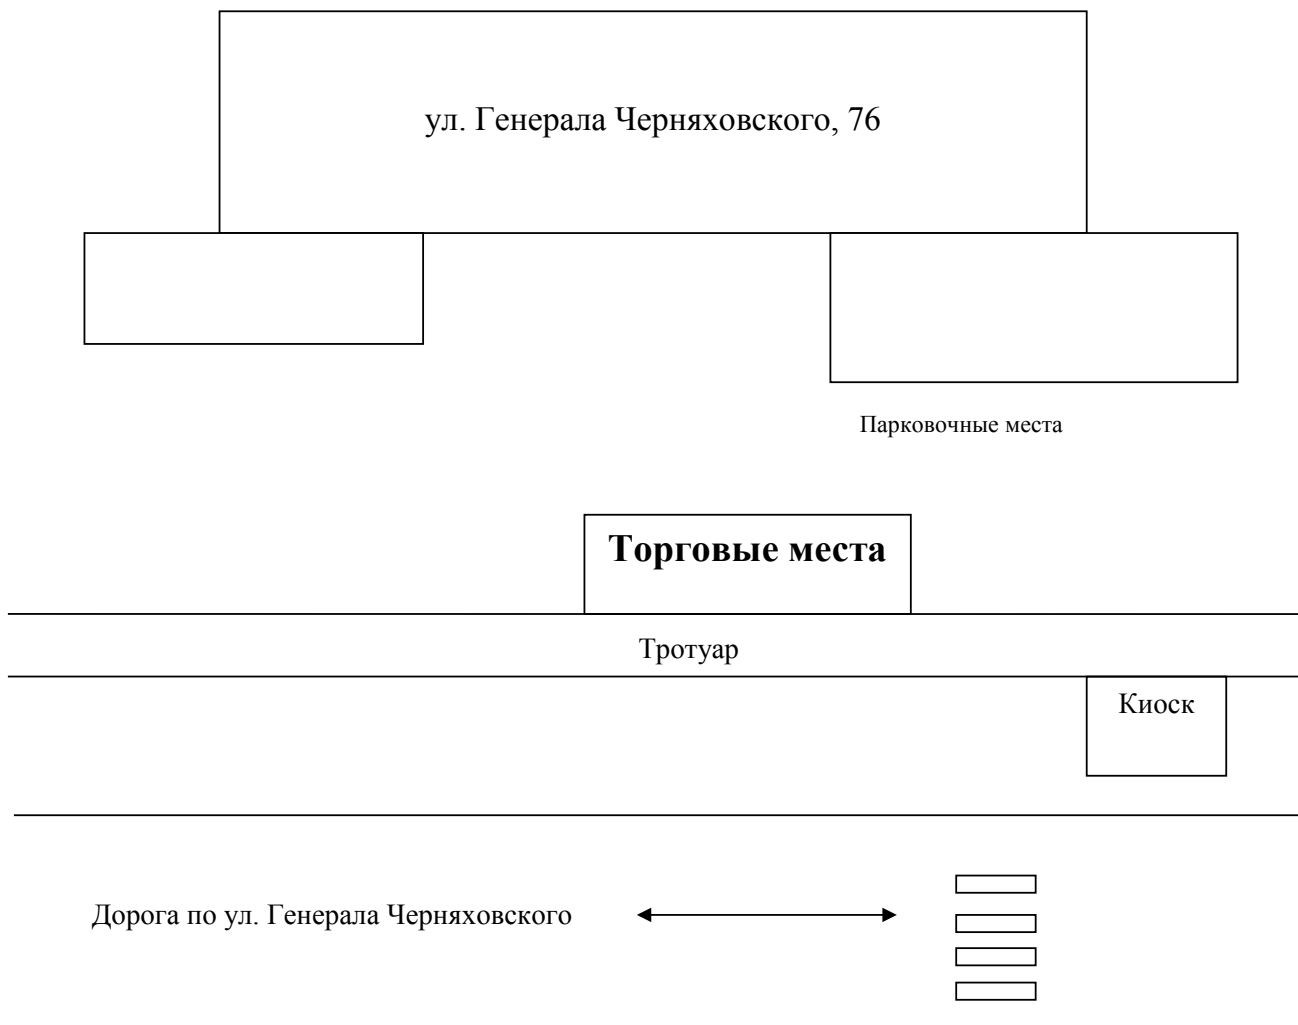 ул. Генерала Черняховского, 76
Парковочные места
Торговые места
Тротуар
Киоск
Дорога по ул. Генерала Черняховского